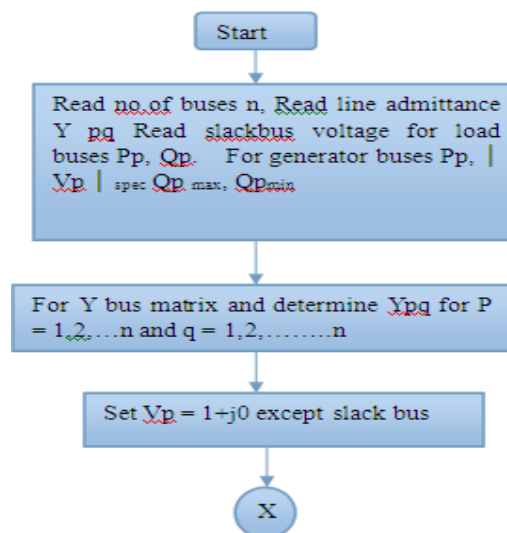 Start
Read no.of buses n, Read line admittance
Y pq Read slackbus voltage for load
buses Pp, Qp. For generator buses Pp, |
Vp | spec Qp max, Qpmin
For Y bus matrix and determine Ypq for P
= 1,2,...n and q = 1,2,........n
Set Vp = 1+j0 except slack bus
X